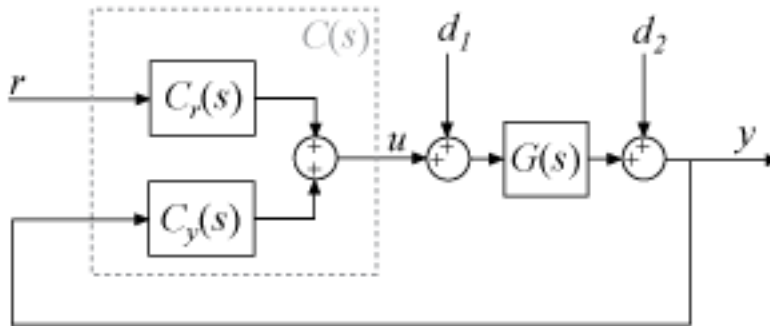 C(s)
d1
d2
r
Cr(s)
+
+
u
+
+
G(s)
+
+
y
Cy(s)